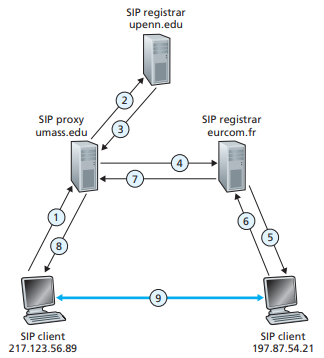 SIP registrar
upenn.edu
2
3
SIP proxy
umass.edu
SIP registrar
eurcom.fr
4
7
1
8
6
5
9
SIP client
217.123.56.89
SIP client
197.87.54.21